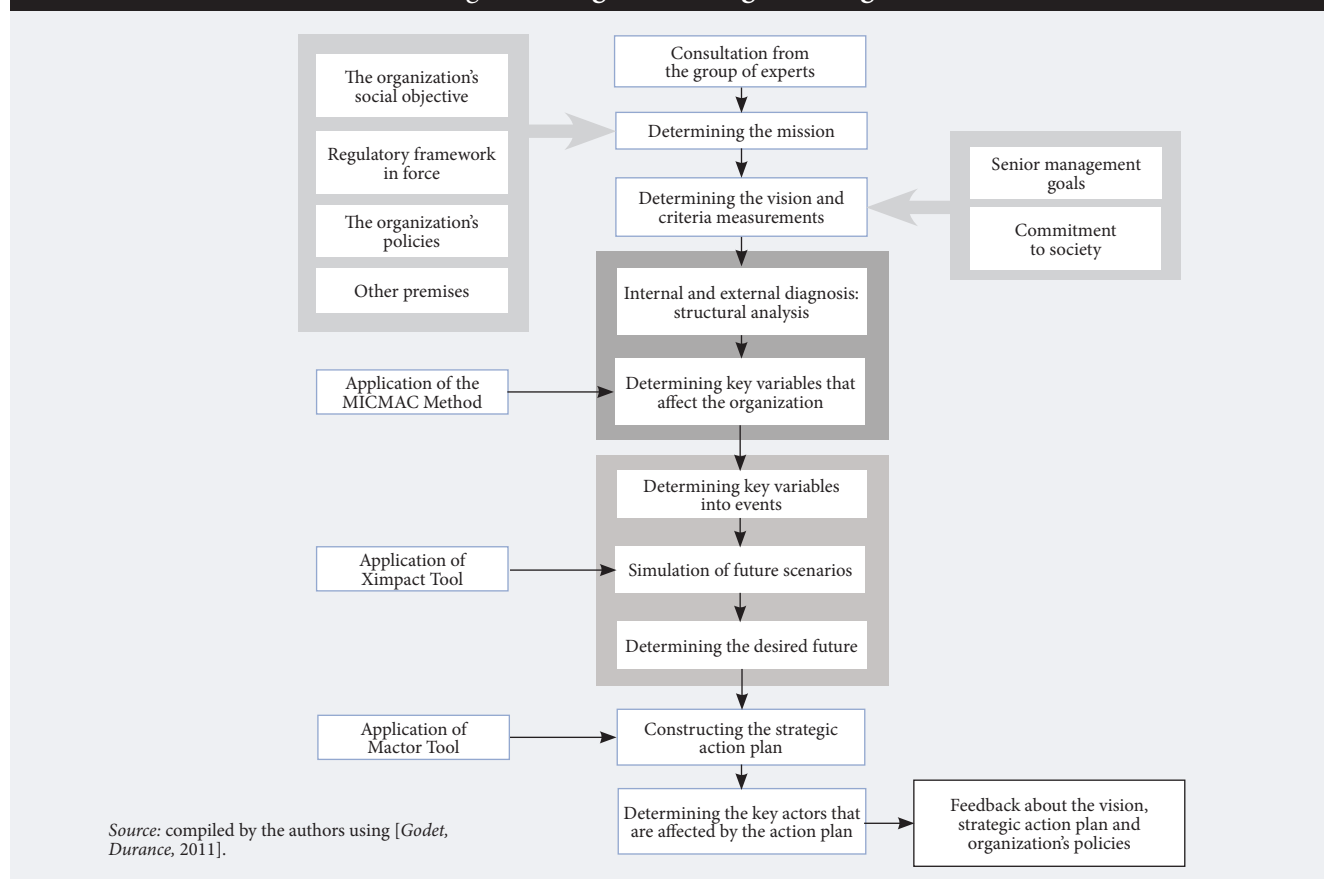 Consultation from
the group of experts
The organization's
social objective
Determining the mission
Regulatory framework
in force
Senior management
goals
Determining the vision and
criteria measurements
The organization's
policies
Commitment
to society
Other premises
Internal and external diagnosis:
structural analysis
Application of the
MICMAC Method
Determining key variables that
affect the organization
Determining key variables
into events
Application of
Ximpact Tool
Simulation of future scenarios
Determining the desired future
Application of
Mactor Tool
Constructing the strategic
action plan
Determining the key actors that
are affected by the action plan
Feedback about the vision,
strategic action plan and
organization's policies
Source: compiled by the authors using [Godet,
Durance, 2011].